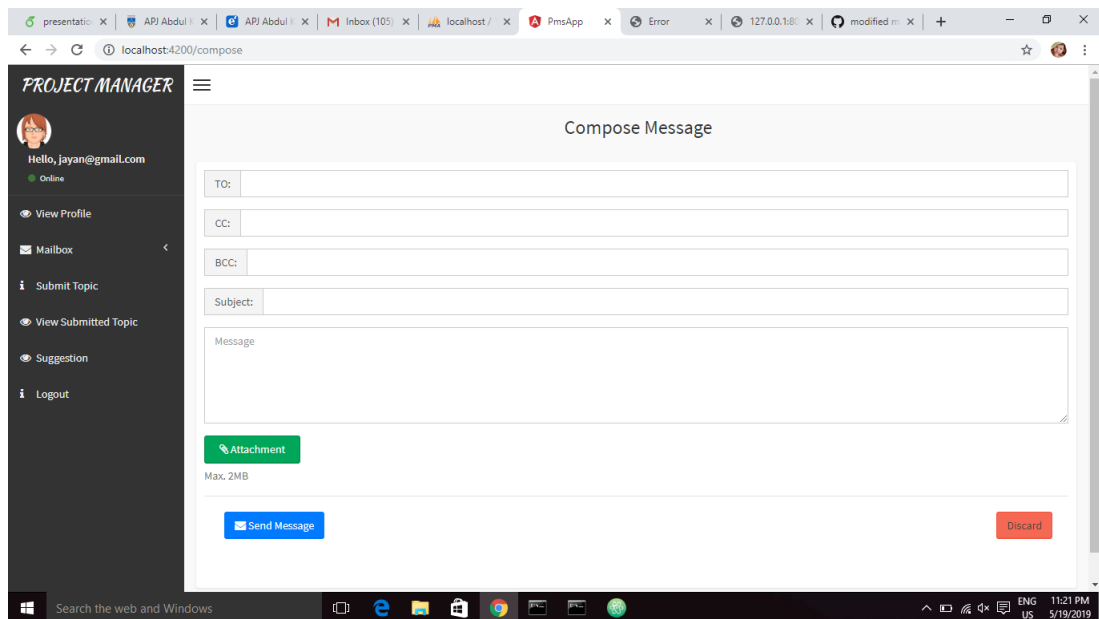 presentatio
APJ Abdul K
APJ Abdul K
Inbox (105)
localhost /
PmsApp
Error
127.0.0.1:80
modified m
localhost:4200/compose
PROJECT MANAGER
Hello, jayan@gmail.com
Online
View Profile
Mailbox
Submit Topic
View Submitted Topic
Suggestion
Logout
Compose Message
TO:
CC:
BCC:
Subject:
Message
Attachment
Max. 2MB
Send Message
Discard
Search the web and Windows
ENG
US
11:21 PM
5/19/2019